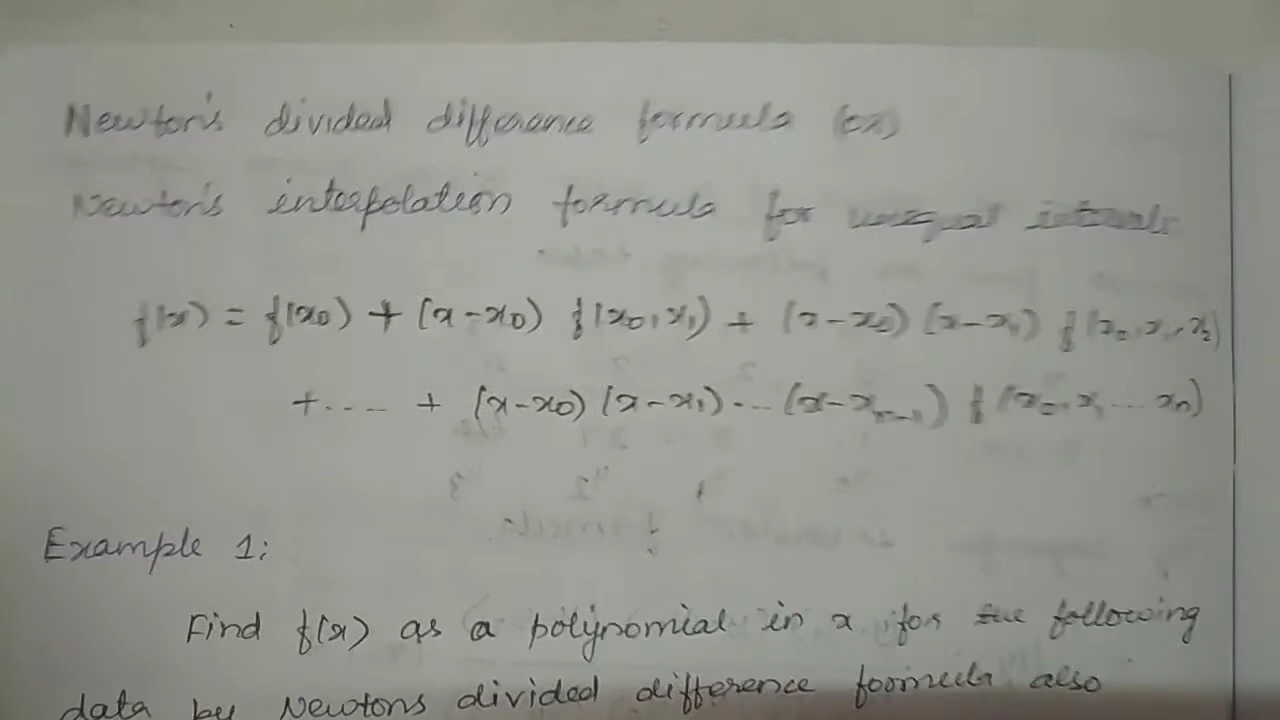 Newton's divided difference formula (or)
Newton's interpolation formula for unequal intervals
f(x) = f(x0) + (x-x0) f(x0,x1) + (x-x0) (x-x1) f(x0,x1,x2)
+.... + (x-x0) (x-x1)... (x-xn-1) f(x0,x1...xn)
Example 1:
Find f(x) as a polynomial in x for the following
data by Newtons divided difference formula also